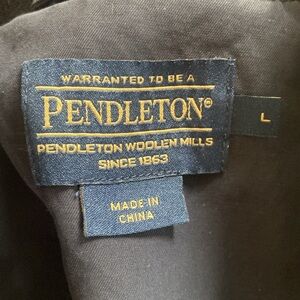 WARRANTED TO BE A
PENDLETON®
PENDLETON WOOLEN MILLS
SINCE 1863
L
MADE IN
CHINA